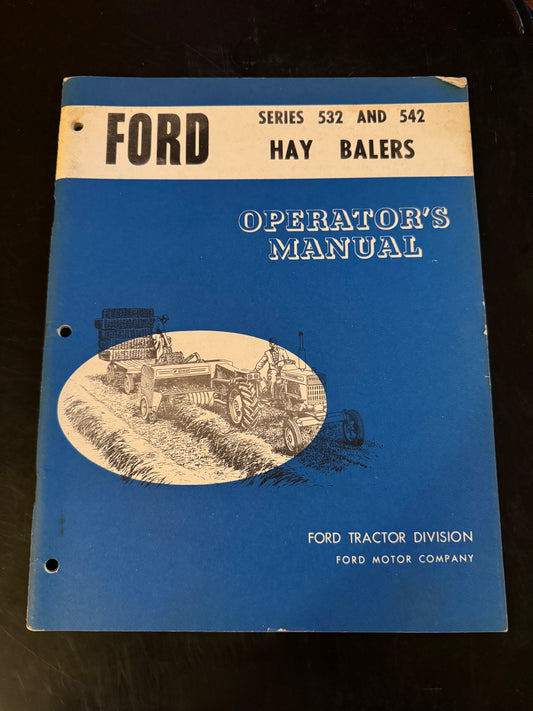 FORD
SERIES 532 AND 542
HAY BALERS
OPERATOR'S
MANUAL
FORD TRACTOR DIVISION
FORD MOTOR COMPANY